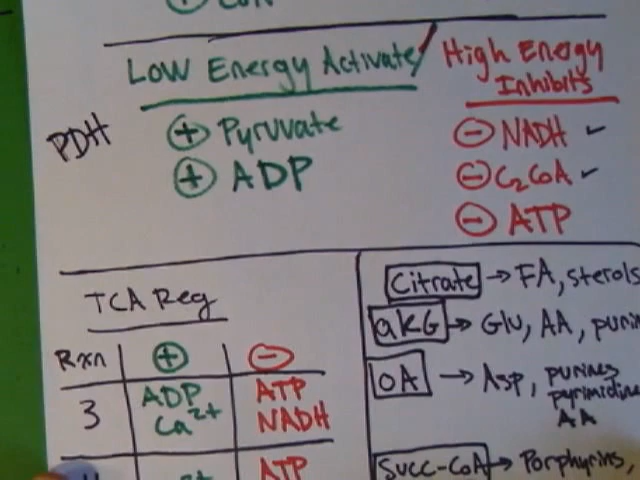 Low Energy Activate/
High Energy
Inhibits
PDH
⊕ Pyruvate
⊕ ADP
⊖ NADH ✓
⊖ C₂CoA ✓
⊖ ATP
TCA Reg
Rxn ⊕ ⊖
3 ADP ATP
Ca²⁺ NADH
ATP
Citrate → FA, sterols
αKG → Glu, AA, purin
OA → Asp, purines
pyrimidine
AA
Succ-CoA → Porphyrins,